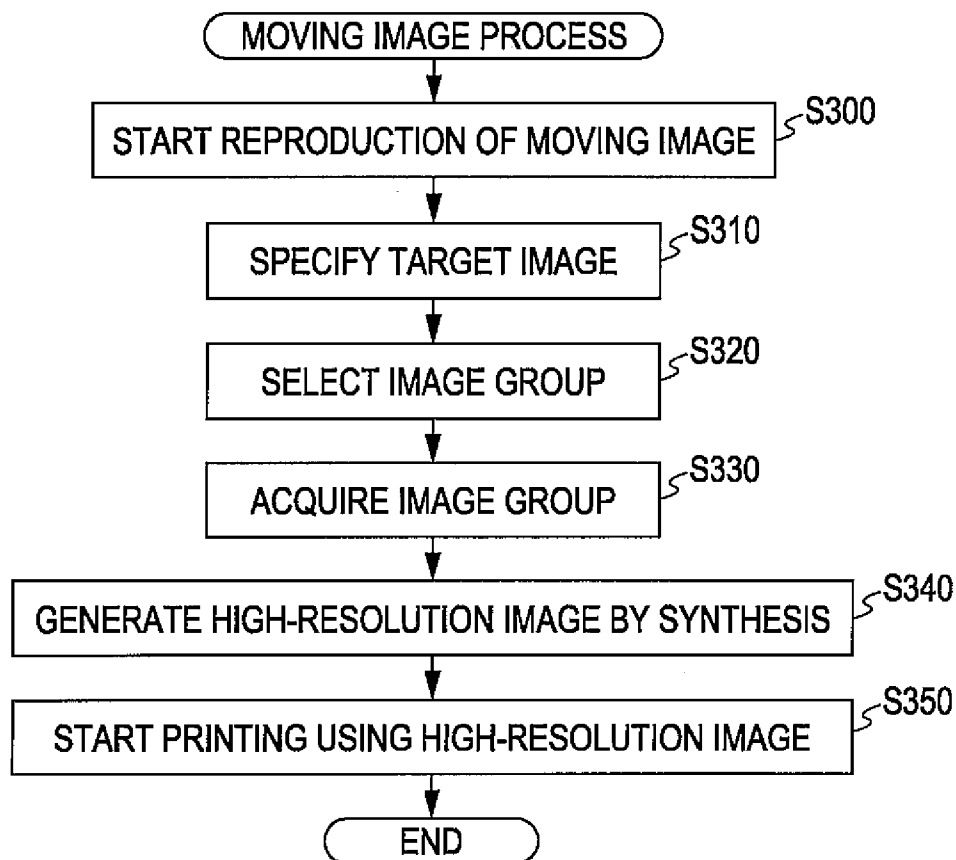 MOVING IMAGE PROCESS
S300
START REPRODUCTION OF MOVING IMAGE
S310
SPECIFY TARGET IMAGE
S320
SELECT IMAGE GROUP
S330
ACQUIRE IMAGE GROUP
S340
GENERATE HIGH-RESOLUTION IMAGE BY SYNTHESIS
S350
START PRINTING USING HIGH-RESOLUTION IMAGE
END